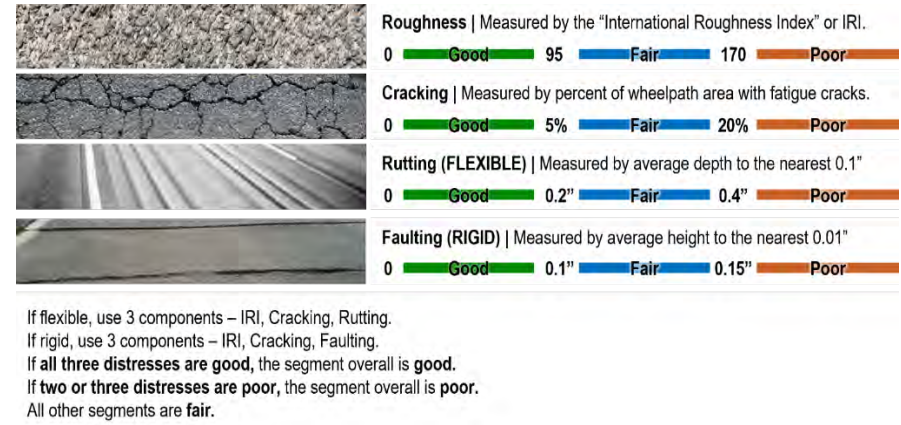 Roughness | Measured by the “International Roughness Index” or IRI.
0 Good 95 Fair 170 Poor
Cracking | Measured by percent of wheelpath area with fatigue cracks.
0 Good 5% Fair 20% Poor
Rutting (FLEXIBLE) | Measured by average depth to the nearest 0.1”
0 Good 0.2” Fair 0.4” Poor
Faulting (RIGID) | Measured by average height to the nearest 0.01”
0 Good 0.1” Fair 0.15” Poor
If flexible, use 3 components – IRI, Cracking, Rutting.
If rigid, use 3 components – IRI, Cracking, Faulting.
If all three distresses are good, the segment overall is good.
If two or three distresses are poor, the segment overall is poor.
All other segments are fair.